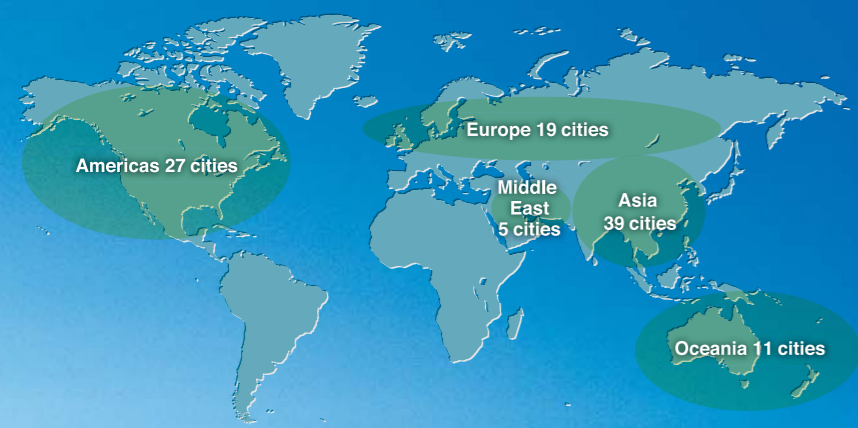 Europe 19 cities
Americas 27 cities
Middle
East
5 cities
Asia
39 cities
Oceania 11 cities